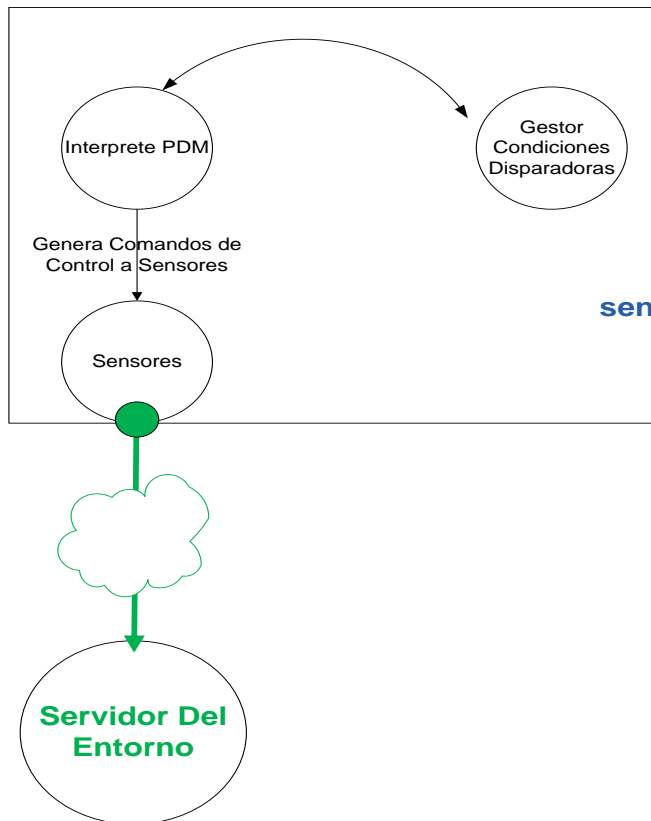 Interprete PDM
Gestor
Condiciones
Disparadoras
Genera Comandos de
Control a Sensores
sen
Sensores
Servidor Del
Entorno